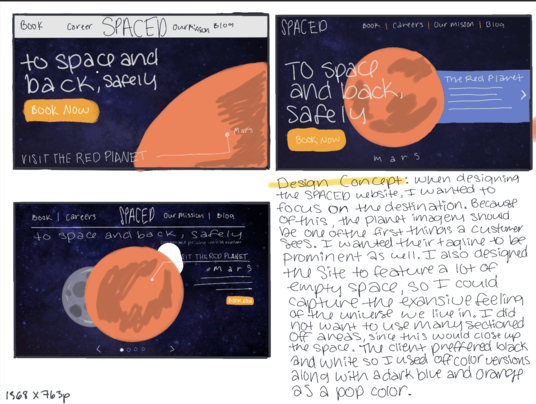 Book Career SPACED Our Mission Blog
to space and
back, safely
Book Now
Mars
VISIT THE RED PLANET
SPACED Book | Careers | Our Mission | Blog
TO space
and back,
safely
The Red Planet
Book Now
mars
Book | Careers SPACED Our Mission | Blog
to space and back, safely
VISIT THE RED PLANET
mars
Design Concept: when designing
the SPACED website, I wanted to
focus on the destination. Because
of this, the planet imagery should
be one of the first things a customer
sees. I wanted their tagline to be
prominent as well. I also designed
the site to feature a lot of
empty space, so I could
capture the exansive feeling
of the universe we live in. I did
not want to use many sectioned
off areas, since this would close up
the space. The client preffered black
and white so I used off color versions
along with a dark blue and orange
as a pop color.
1568 x 763p